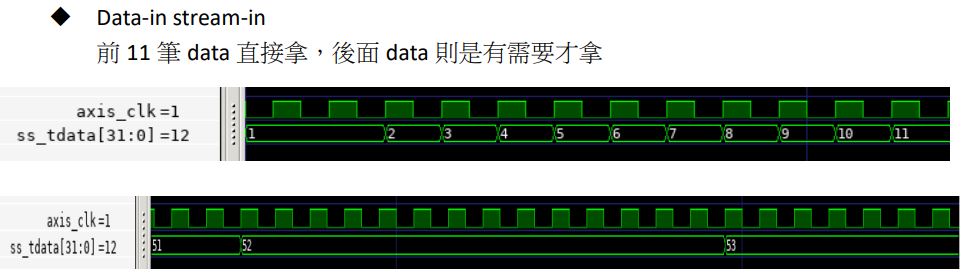 ◆ Data-in stream-in
前 11 筆 data 直接拿，後面 data 則是有需要才拿
axis_clk=1
ss_tdata[31:0]=12 1 2 3 4 5 6 7 8 9 10 11
axis_clk=1
ss_tdata[31:0]=12 51 52 53